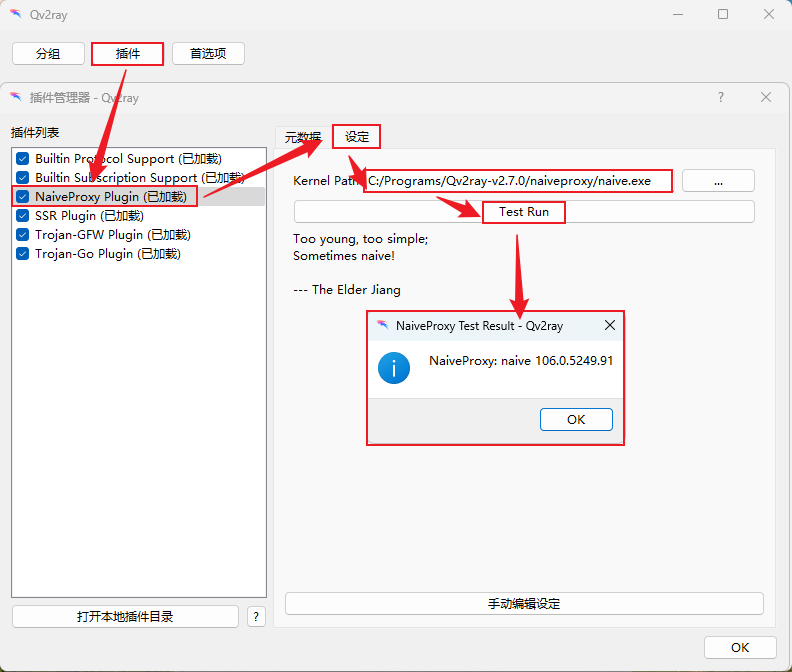 Qv2ray
分组
插件
首选项
插件管理器 - Qv2ray
?
插件列表
元数据
设定
Builtin Protocol Support (已加载)
Builtin Subscription Support (已加载)
NaiveProxy Plugin (已加载)
SSR Plugin (已加载)
Trojan-GFW Plugin (已加载)
Trojan-Go Plugin (已加载)
Kernel Path
C:/Programs/Qv2ray-v2.7.0/naiveproxy/naive.exe
...
Test Run
Too young, too simple;
Sometimes naive!
--- The Elder Jiang
NaiveProxy Test Result - Qv2ray
NaiveProxy: naive 106.0.5249.91
OK
手动编辑设定
打开本地插件目录
?
OK